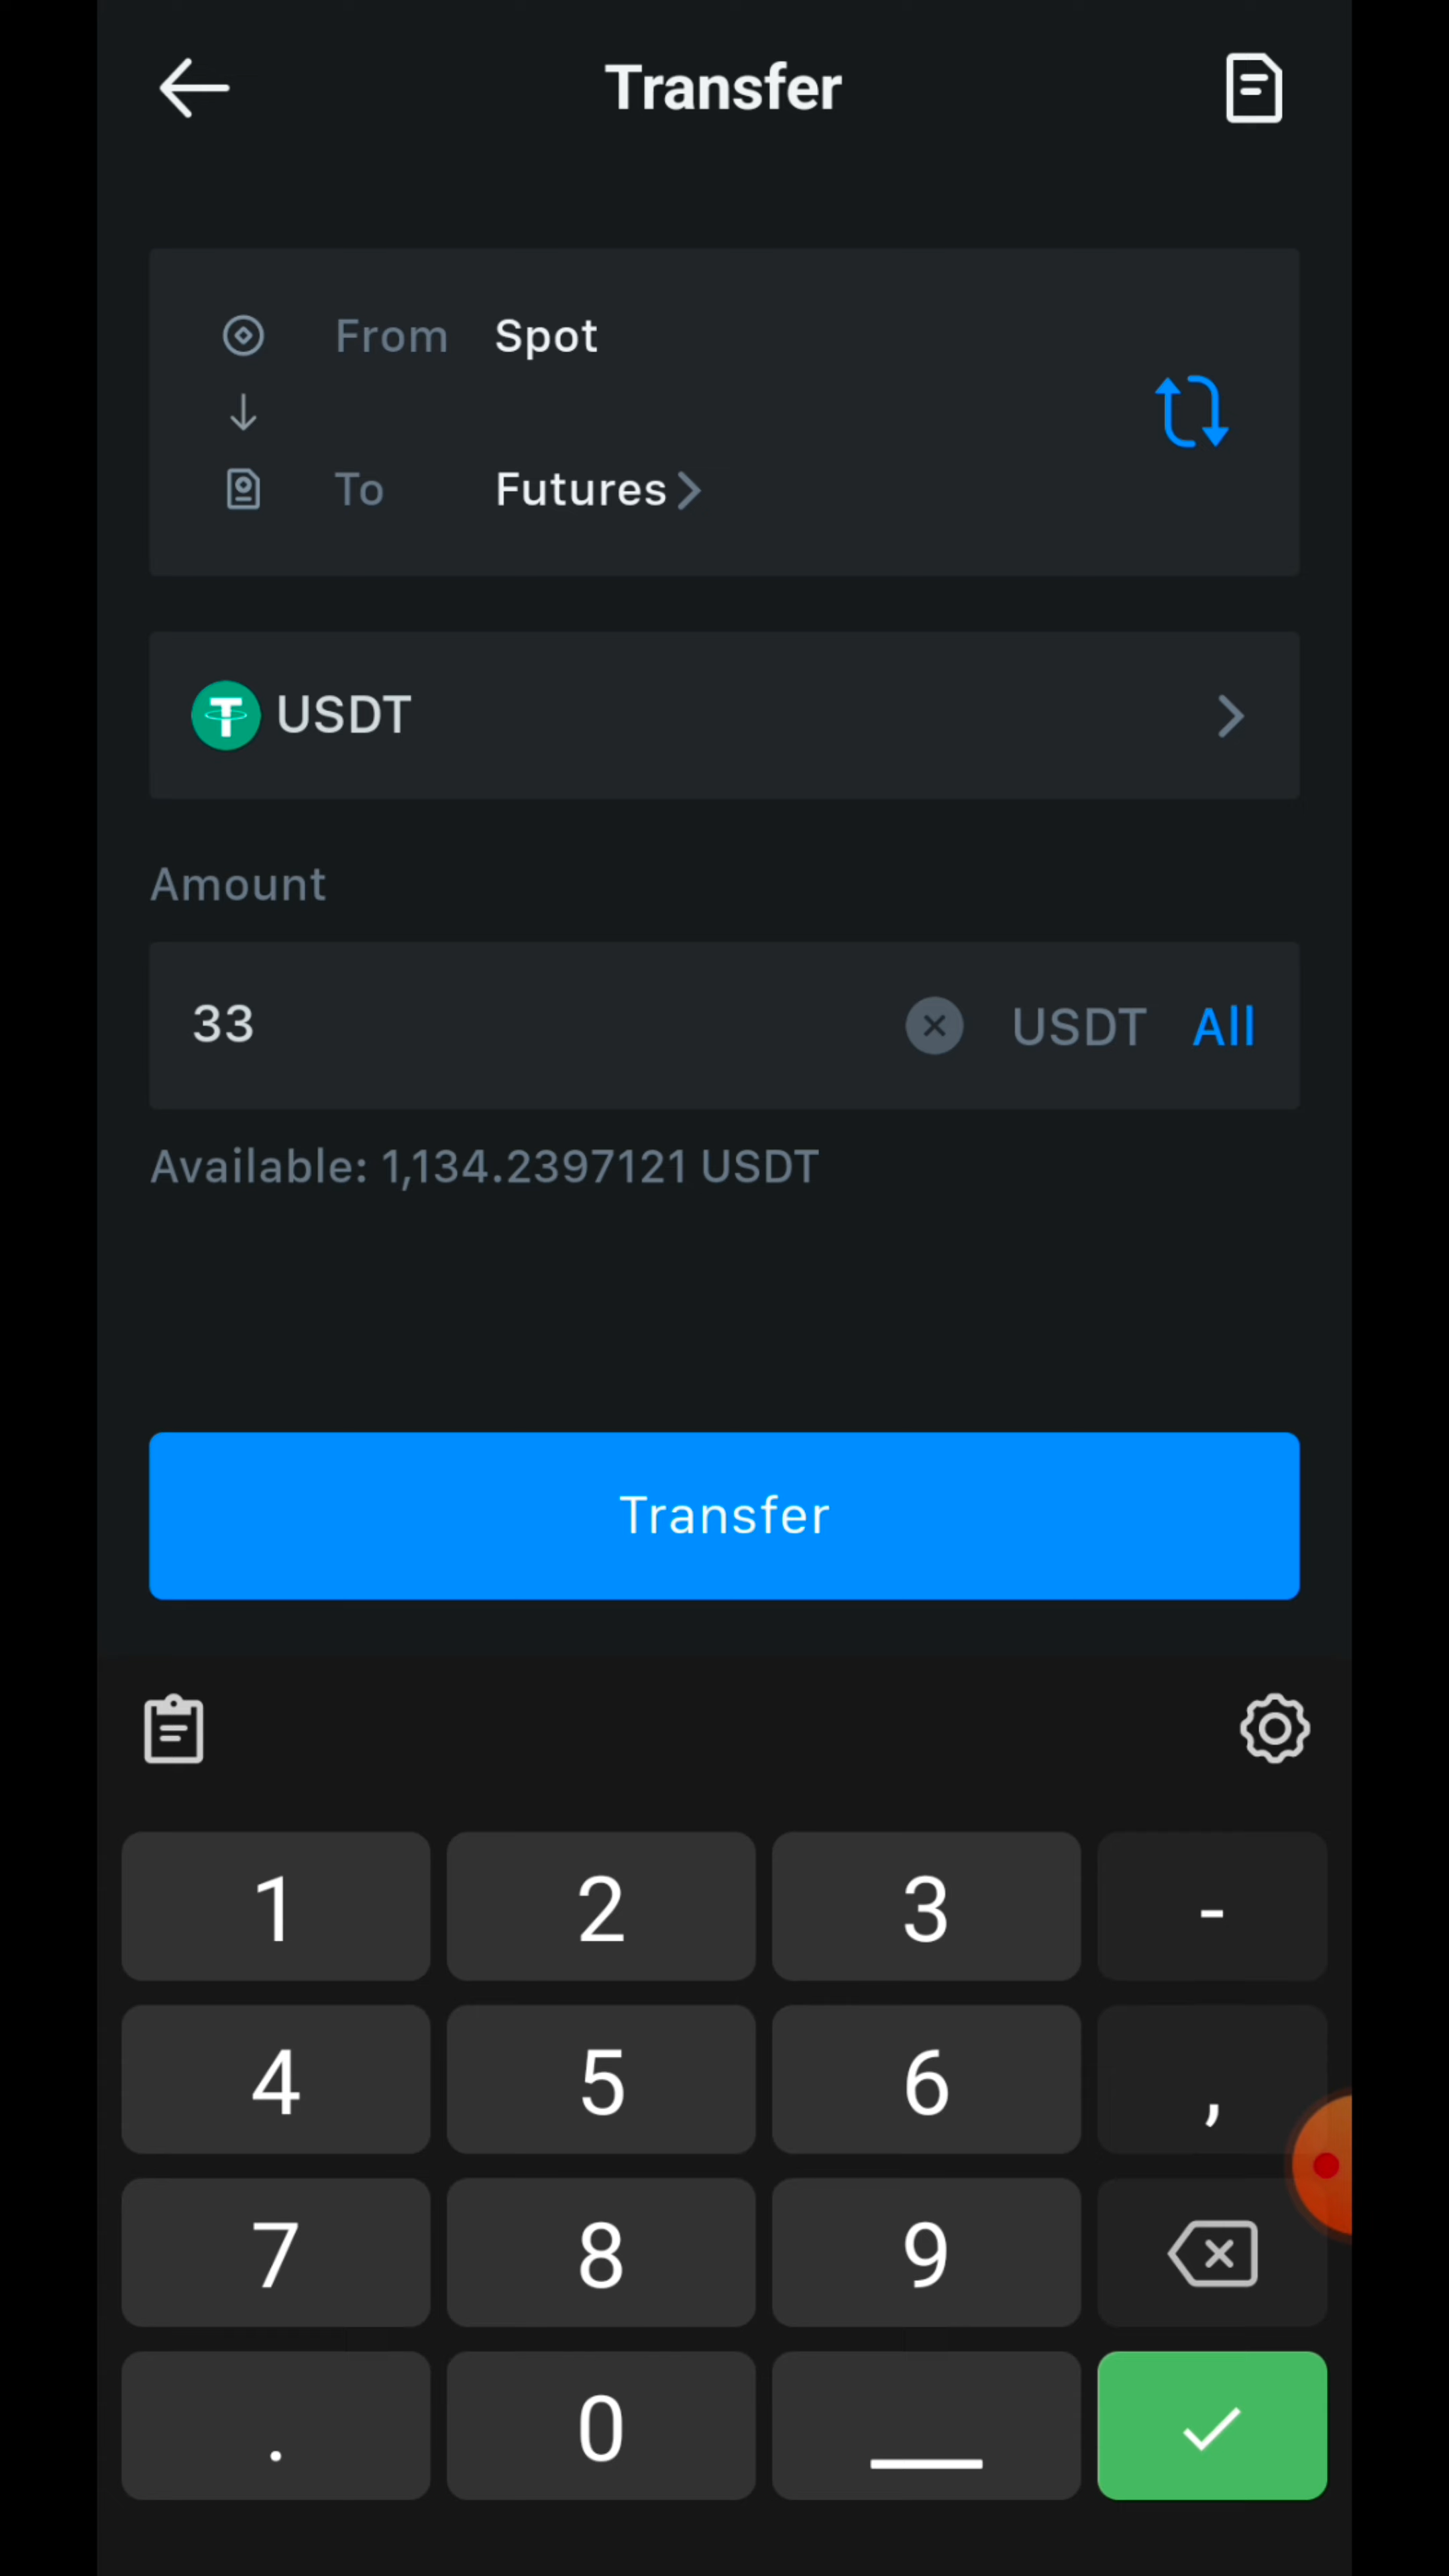 Transfer
From Spot
To Futures
USDT
Amount
33 USDT All
Available: 1,134.2397121 USDT
Transfer
1 2 3 -
4 5 6 ,
7 8 9
. 0